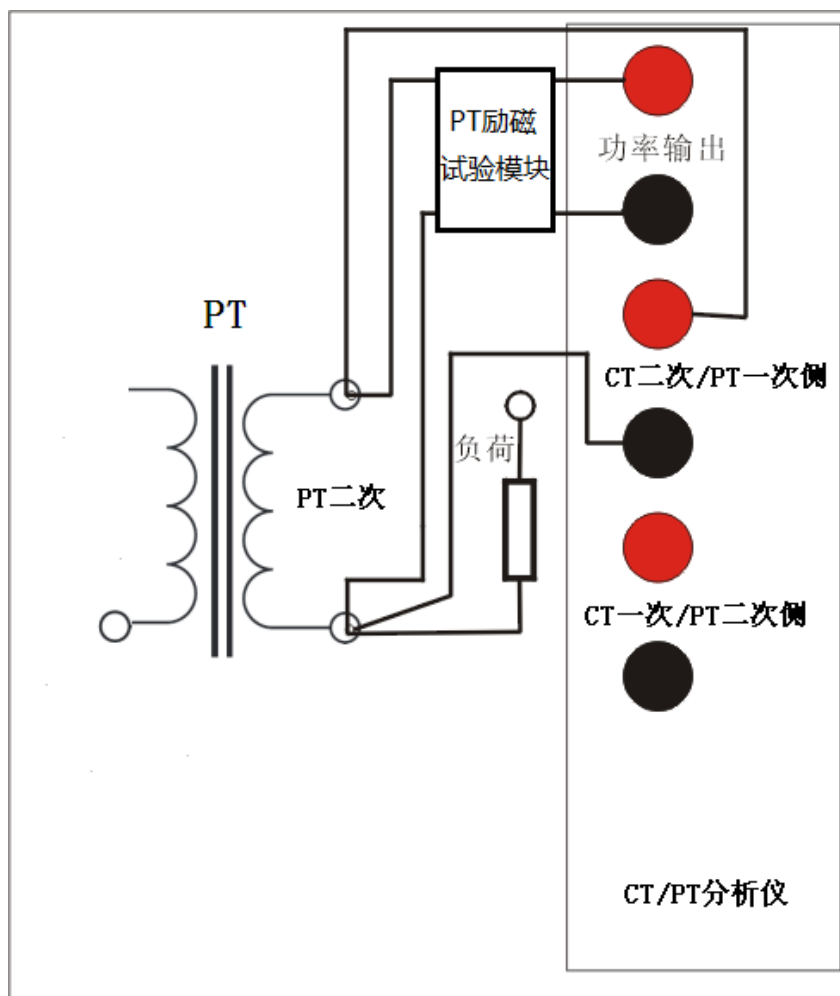 PT励磁
试验模块
功率输出
PT
CT二次/PT一次侧
负荷
PT二次
CT一次/PT二次侧
CT/PT分析仪